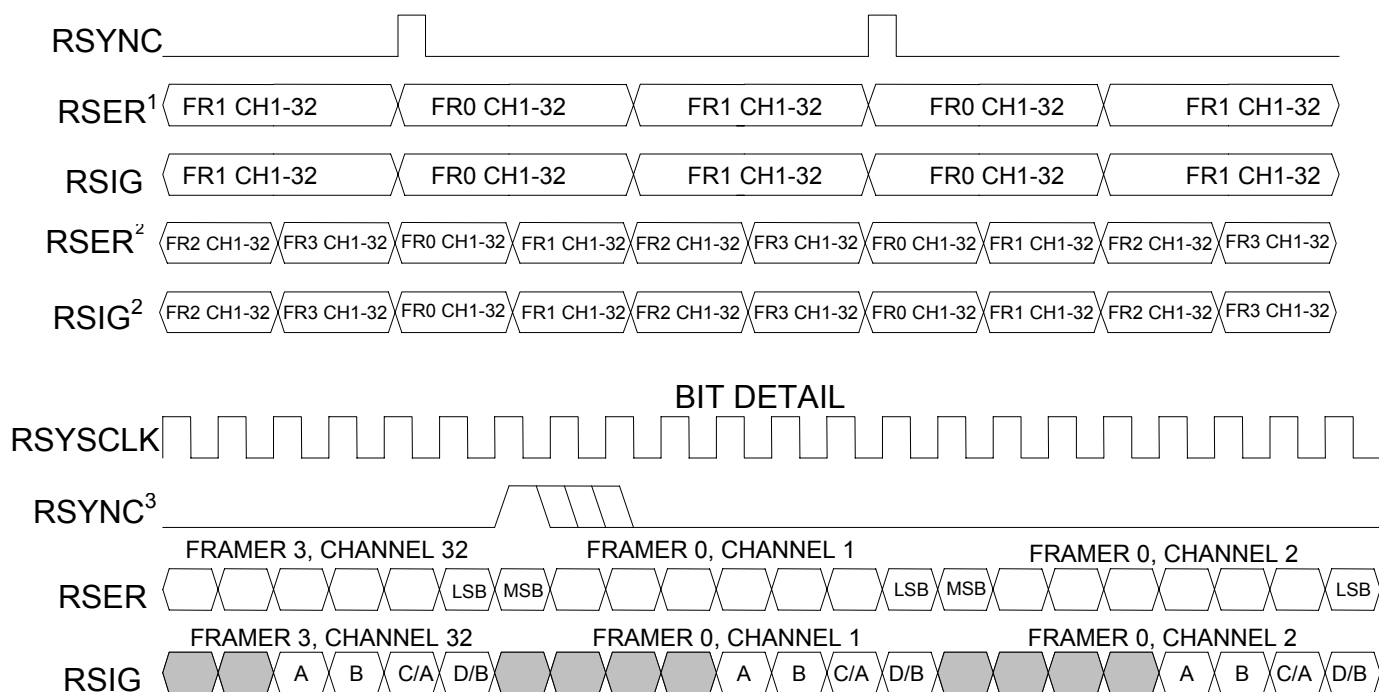 RSYNC
RSER1 FR1 CH1-32 FR0 CH1-32 FR1 CH1-32 FR0 CH1-32 FR1 CH1-32
RSIG FR1 CH1-32 FR0 CH1-32 FR1 CH1-32 FR0 CH1-32 FR1 CH1-32
RSER2 FR2 CH1-32 FR3 CH1-32 FR0 CH1-32 FR1 CH1-32 FR2 CH1-32 FR3 CH1-32 FR0 CH1-32 FR1 CH1-32 FR2 CH1-32 FR3 CH1-32
RSIG2 FR2 CH1-32 FR3 CH1-32 FR0 CH1-32 FR1 CH1-32 FR2 CH1-32 FR3 CH1-32 FR0 CH1-32 FR1 CH1-32 FR2 CH1-32 FR3 CH1-32
BIT DETAIL
RSYSCLK
RSYNC3
FRAMER 3, CHANNEL 32 FRAMER 0, CHANNEL 1 FRAMER 0, CHANNEL 2
RSER LSB MSB LSB MSB LSB
FRAMER 3, CHANNEL 32 FRAMER 0, CHANNEL 1 FRAMER 0, CHANNEL 2
RSIG A B C/A D/B A B C/A D/B A B C/A D/B